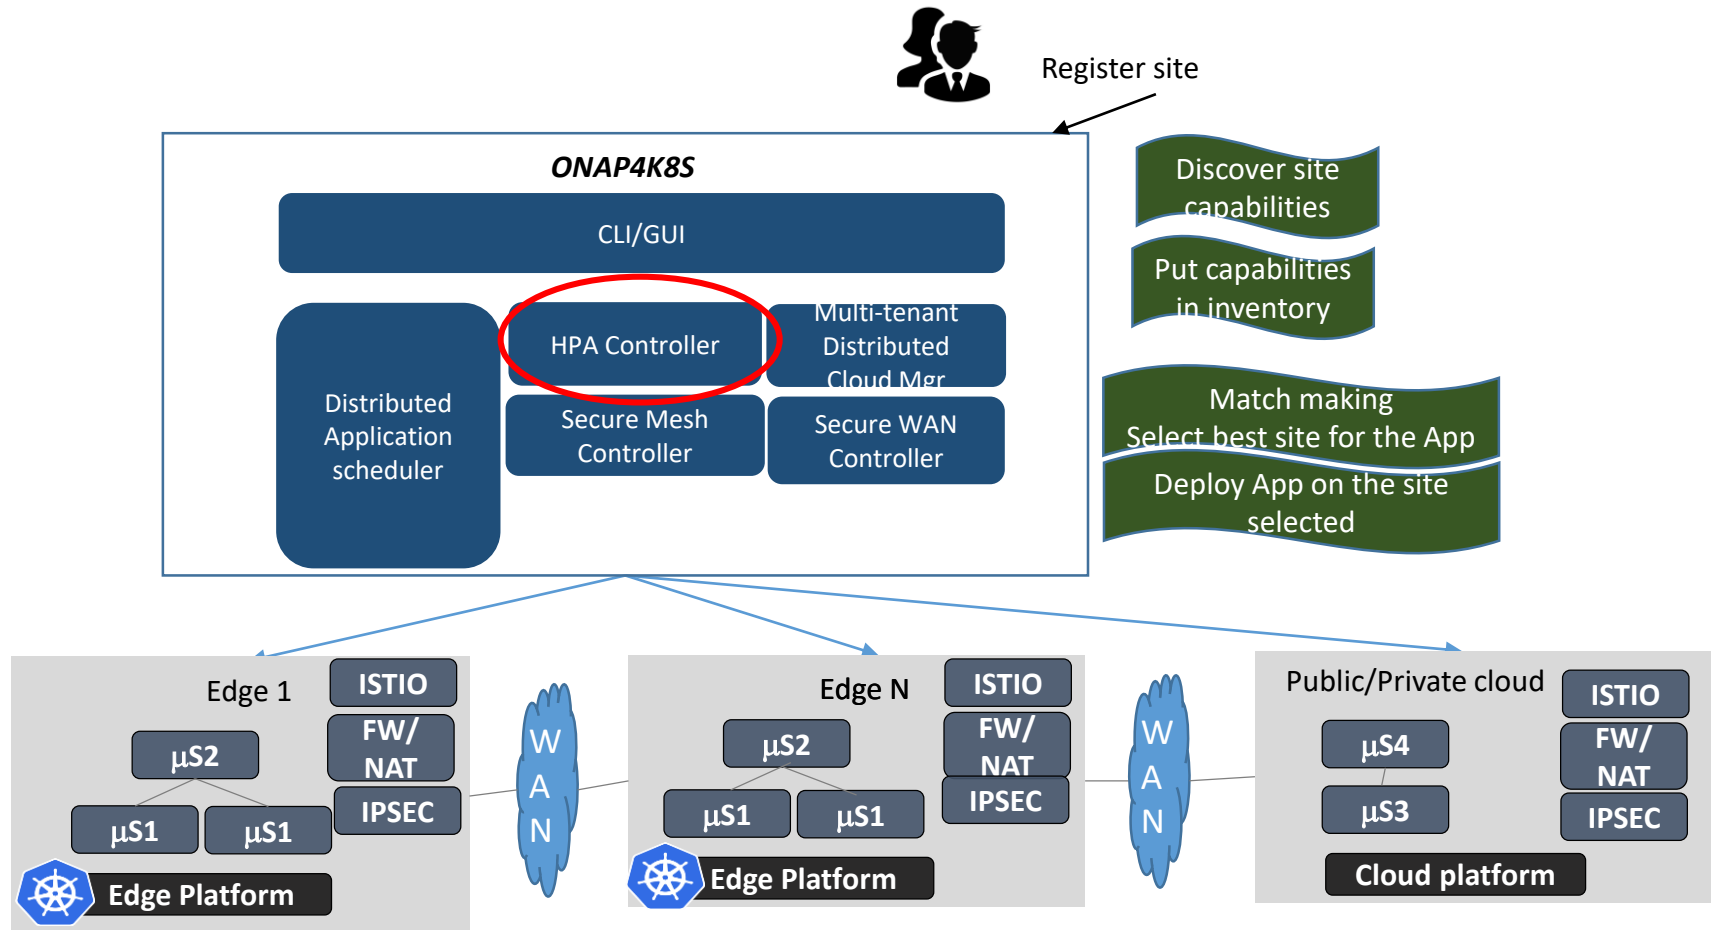 Register site
ONAP4K8S
CLI/GUI
Distributed
Application
scheduler
HPA Controller
Multi-tenant
Distributed
Cloud Mgr
Secure Mesh
Controller
Secure WAN
Controller
Discover site
capabilities
Put capabilities
in inventory
Match making
Select best site for the App
Deploy App on the site
selected
Edge 1
ISTIO
FW/
NAT
IPSEC
μS2
μS1
μS1
Edge Platform
W
A
N
Edge N
ISTIO
FW/
NAT
IPSEC
μS2
μS1
μS1
Edge Platform
W
A
N
Public/Private cloud
ISTIO
FW/
NAT
IPSEC
μS4
μS3
Cloud platform